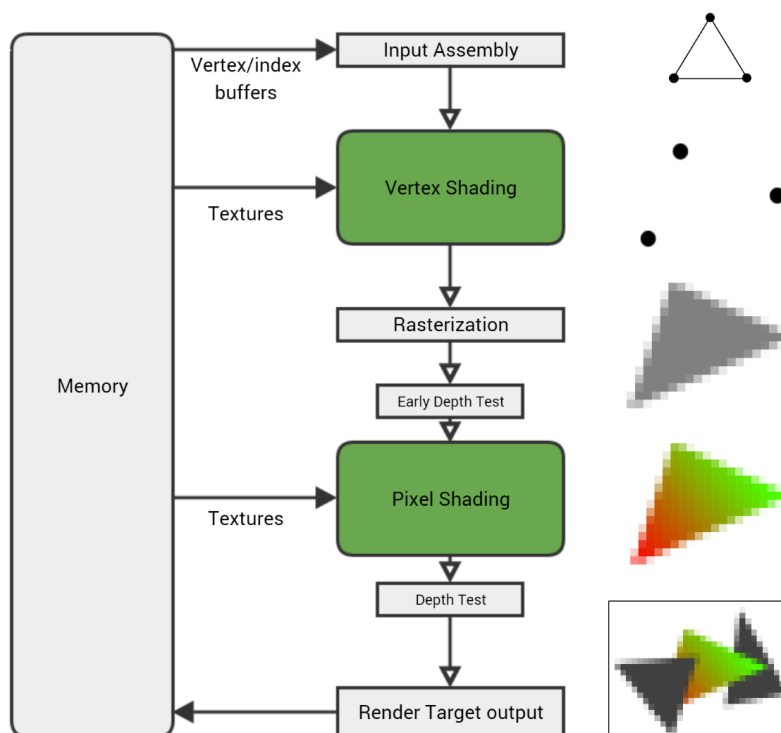 Input Assembly
Vertex/index
buffers
Vertex Shading
Textures
Rasterization
Memory
Early Depth Test
Pixel Shading
Textures
Depth Test
Render Target output